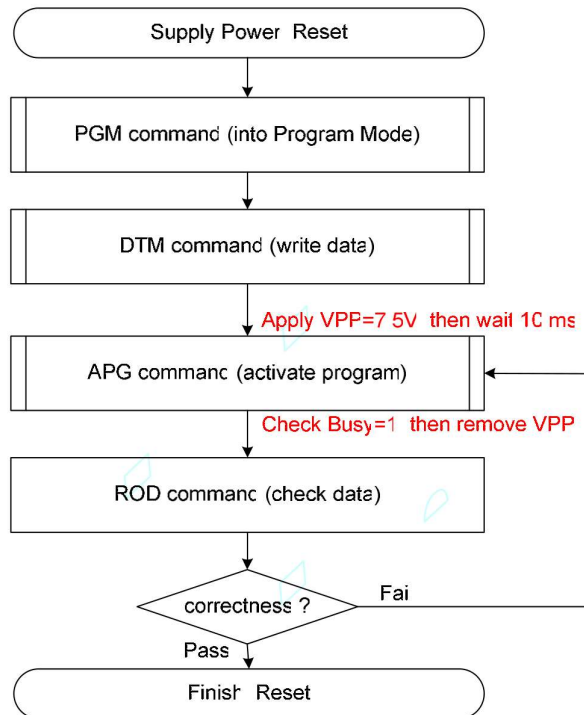 Supply Power Reset
PGM command (into Program Mode)
DTM command (write data)
Apply VPP=7 5V then wait 10 ms
APG command (activate program)
Check Busy=1 then remove VPP
ROD command (check data)
correctness ?
Fai
Pass
Finish Reset